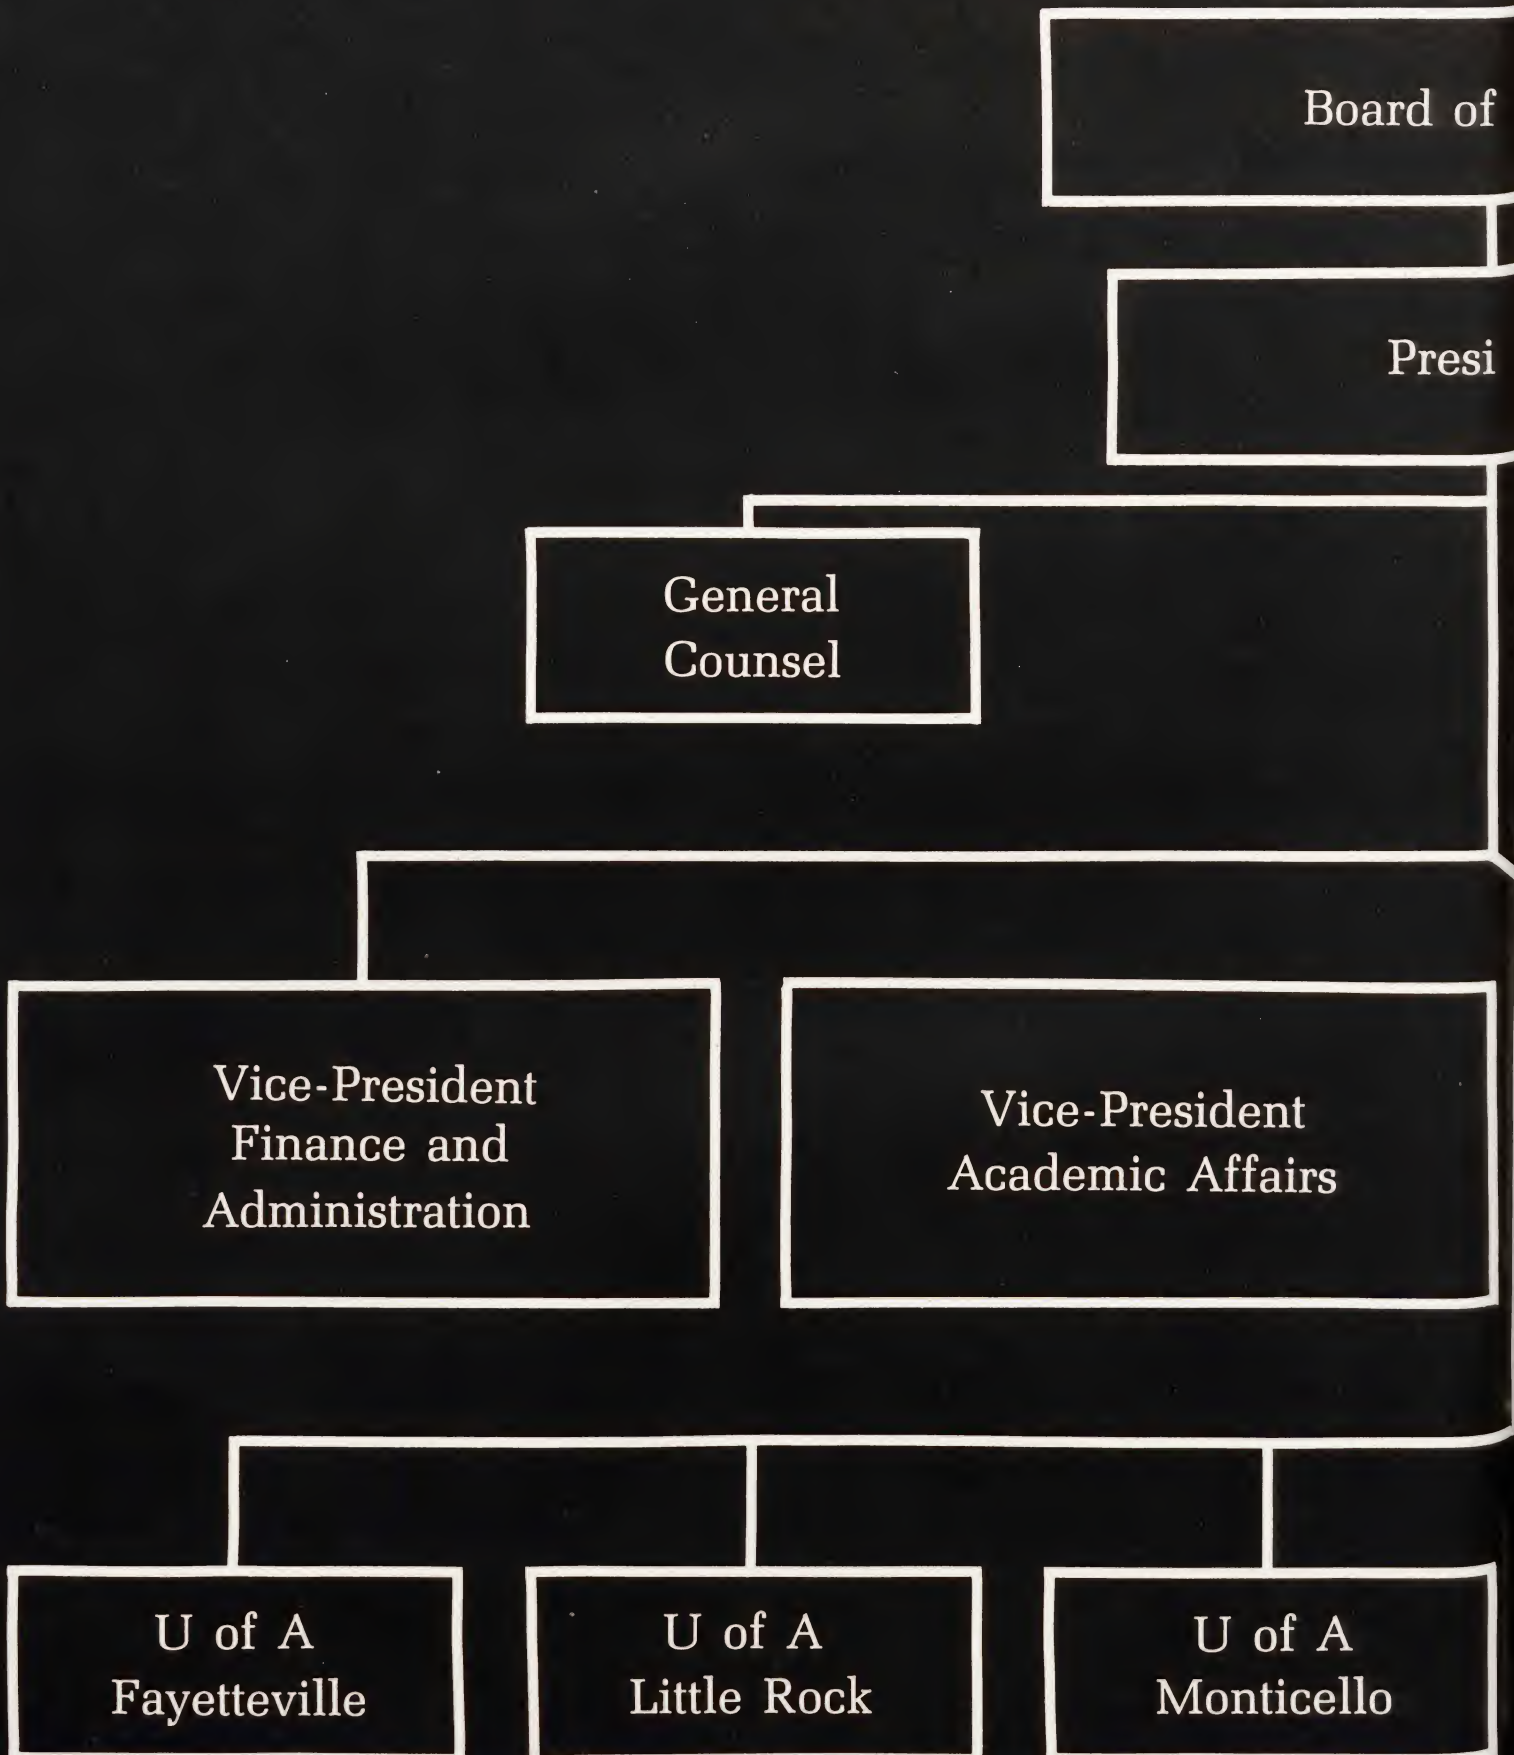 Board of
Presi
General
Counsel
Vice-President
Finance and
Administration
Vice-President
Academic Affairs
U of A
Fayetteville
U of A
Little Rock
U of A
Monticello